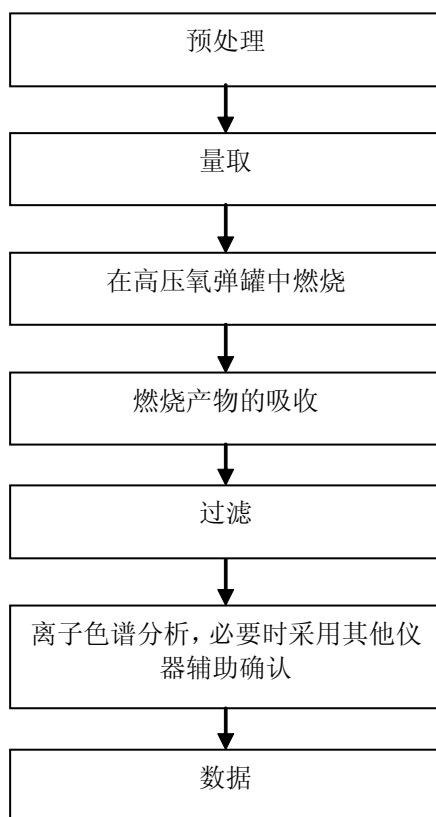 预处理
量取
在高压氧弹罐中燃烧
燃烧产物的吸收
过滤
离子色谱分析，必要时采用其他仪
器辅助确认
数据